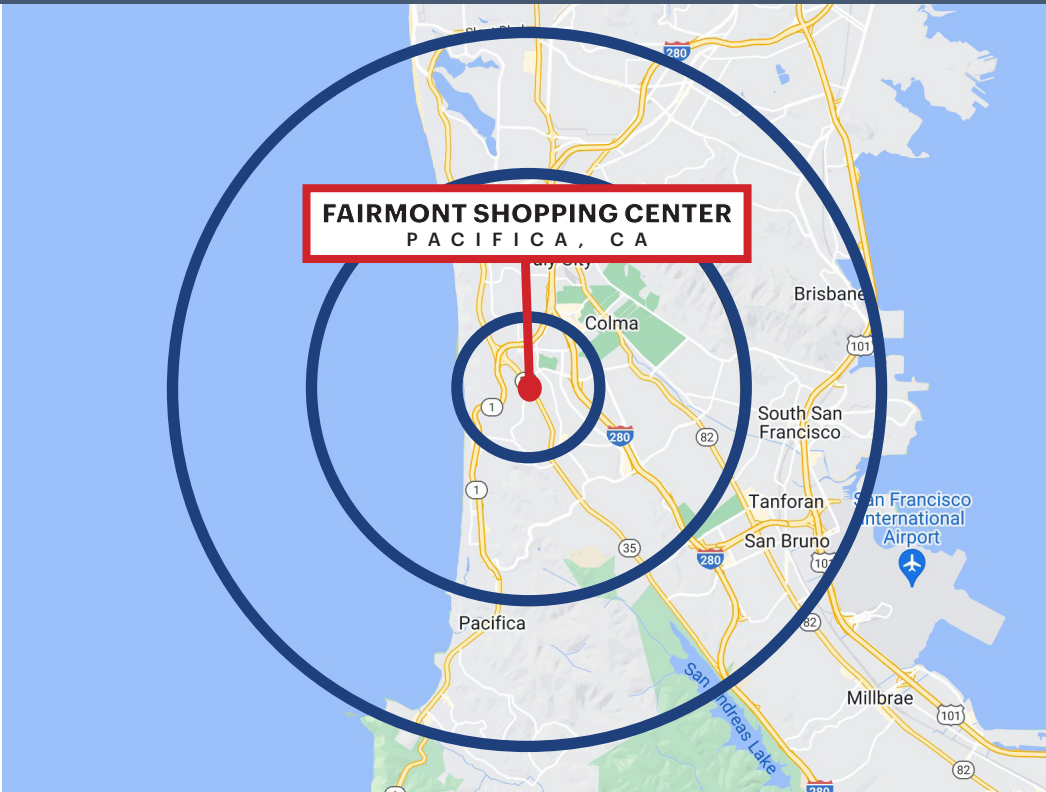 280
FAIRMONT SHOPPING CENTER
PACIFICA, CA
Brisbane
Colma
101
1
South San
Francisco
280
82
1
Tanforan
San Francisco
International
Airport
San Bruno
35
280
101
Pacifica
82
San Andreas Lake
Millbrae
101
82
280